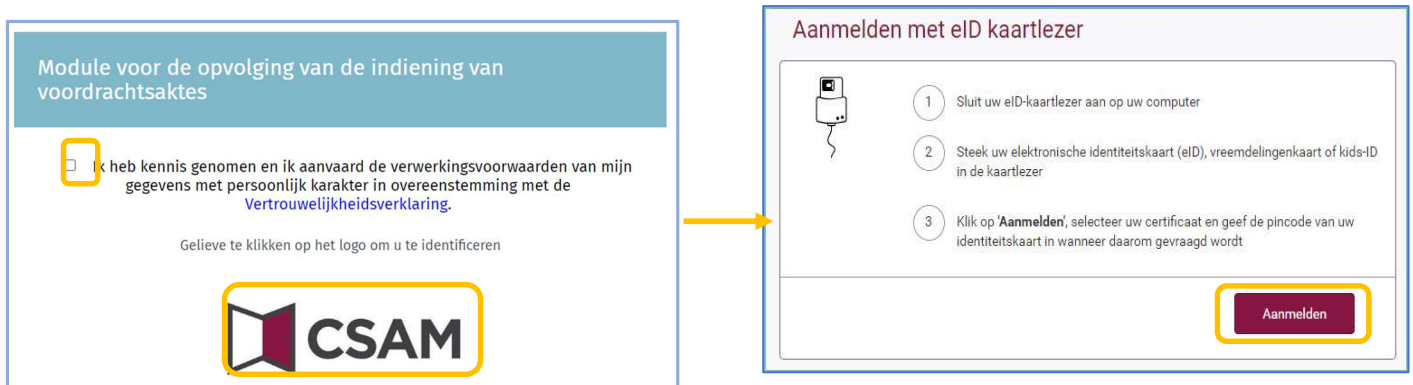 Module voor de opvolging van de indiening van
voordrachtsaktes
Ik heb kennis genomen en ik aanvaard de verwerkingsvoorwaarden van mijn
gegevens met persoonlijk karakter in overeenstemming met de
Vertrouwelijkheidsverklaring.
Gelieve te klikken op het logo om u te identificeren
CSAM
Aanmelden met eID kaartlezer
1 Sluit uw eID-kaartlezer aan op uw computer
2 Steek uw elektronische identiteitskaart (eID), vreemdelingenkaart of kids-ID
in de kaartlezer
3 Klik op 'Aanmelden', selecteer uw certificaat en geef de pincode van uw
identiteitskaart in wanneer daarom gevraagd wordt
Aanmelden